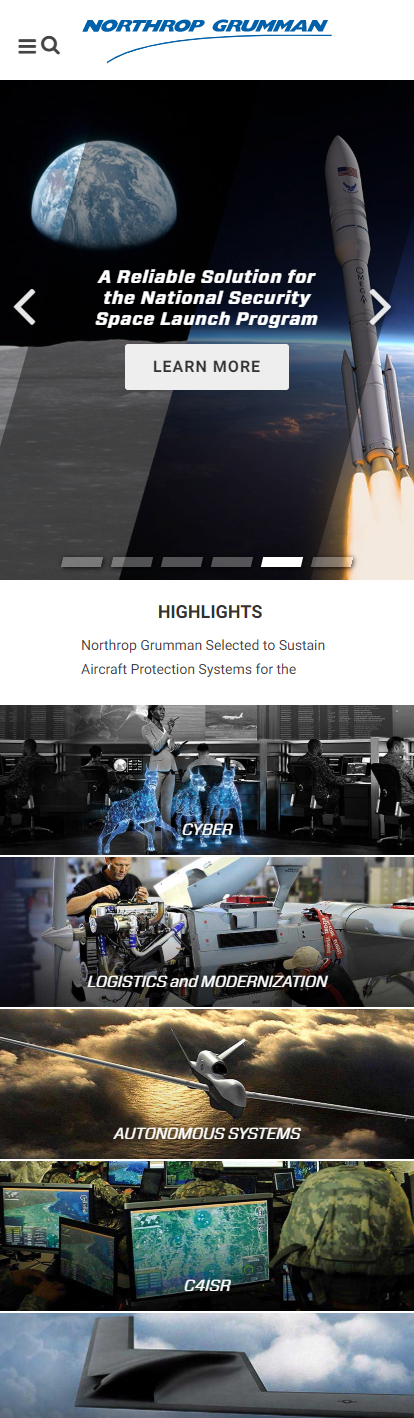 NORTHROP GRUMMAN
A Reliable Solution for
the National Security
Space Launch Program
OMEGA
LEARN MORE
HIGHLIGHTS
Northrop Grumman Selected to Sustain
Aircraft Protection Systems for the
CYBER
LOGISTICS and MODERNIZATION
AUTONOMOUS SYSTEMS
C4ISR